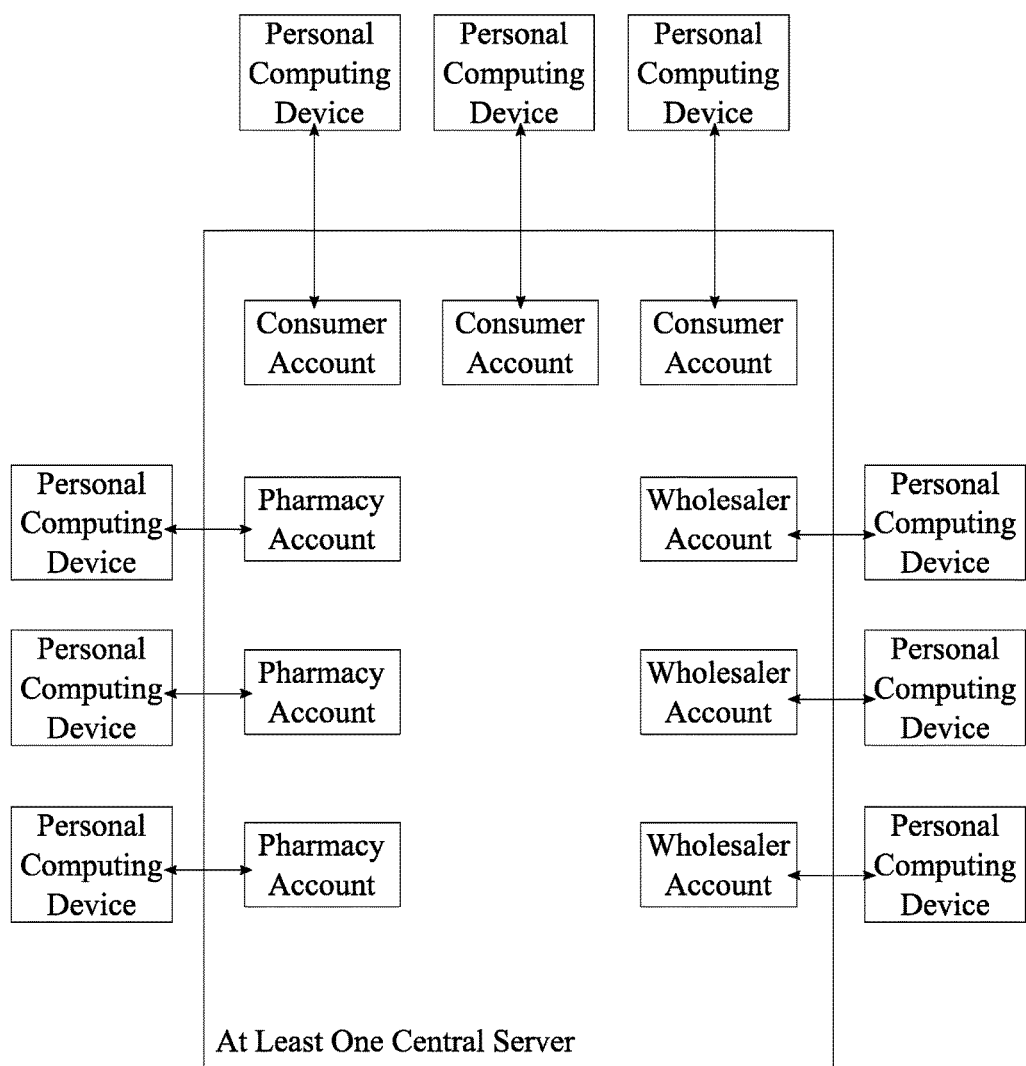 Personal
Computing
Device
Personal
Computing
Device
Personal
Computing
Device
Consumer
Account
Consumer
Account
Consumer
Account
Personal
Computing
Device
Pharmacy
Account
Wholesaler
Account
Personal
Computing
Device
Personal
Computing
Device
Pharmacy
Account
Wholesaler
Account
Personal
Computing
Device
Personal
Computing
Device
Pharmacy
Account
Wholesaler
Account
Personal
Computing
Device
At Least One Central Server